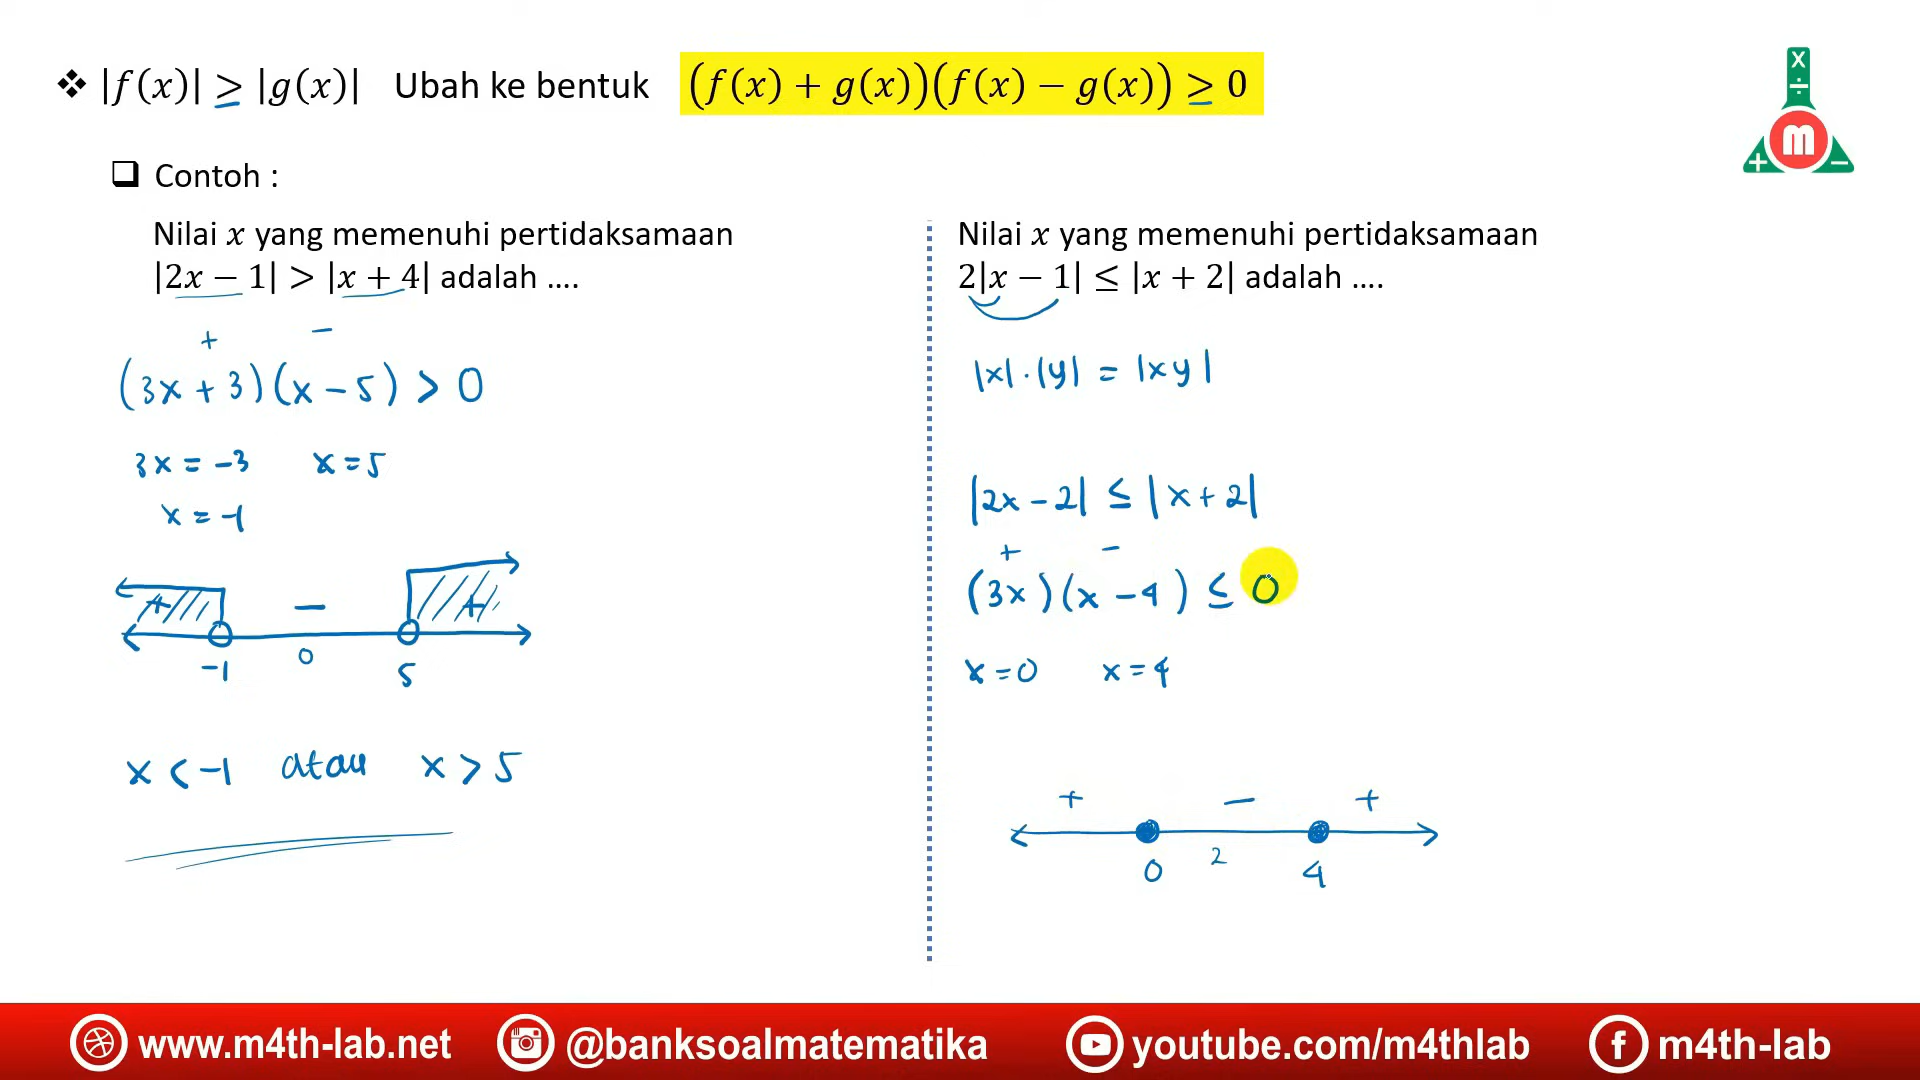 ❖ |f(x)| ≥ |g(x)| Ubah ke bentuk (f(x) + g(x))(f(x) − g(x)) ≥ 0
❑ Contoh :
Nilai x yang memenuhi pertidaksamaan
|2x − 1| > |x + 4| adalah ....
+ −
(3x + 3)(x − 5) > 0
3x = −3 x = 5
x = −1
+ − +
−1 0 5
x < −1 atau x > 5
Nilai x yang memenuhi pertidaksamaan
2|x − 1| ≤ |x + 2| adalah ....
|x| · |y| = |xy|
|2x − 2| ≤ |x + 2|
+ −
(3x)(x − 4) ≤ 0
x = 0 x = 4
+ − +
0 2 4
x ÷
+ m −
www.m4th-lab.net @banksoalmatematika youtube.com/m4thlab m4th-lab